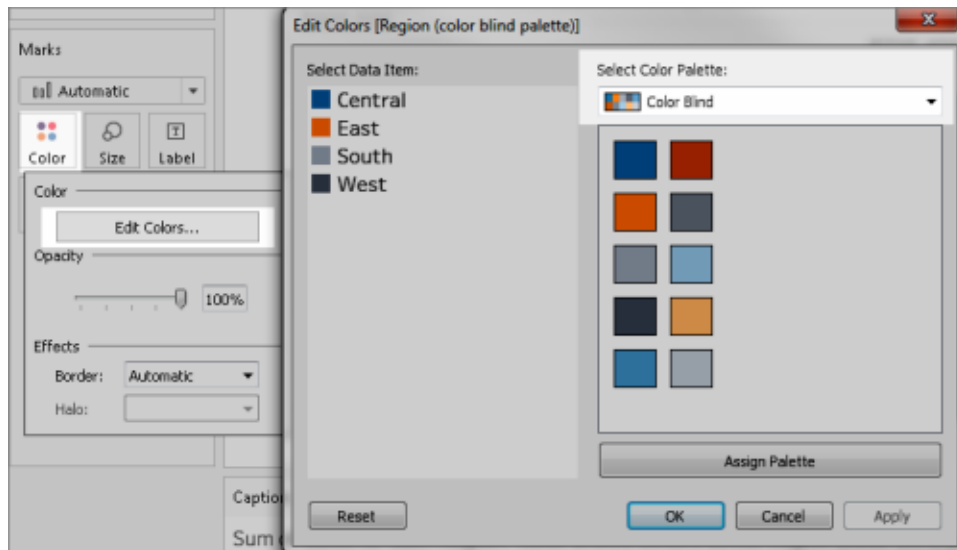 Marks
Automatic
Color
Size
Label
Color
Edit Colors...
Opacity
100%
Effects
Border: Automatic
Halo:
Edit Colors [Region (color blind palette)]
Select Data Item:
Central
East
South
West
Select Color Palette:
Color Blind
Assign Palette
Reset
OK
Cancel
Apply
Captio
Sum